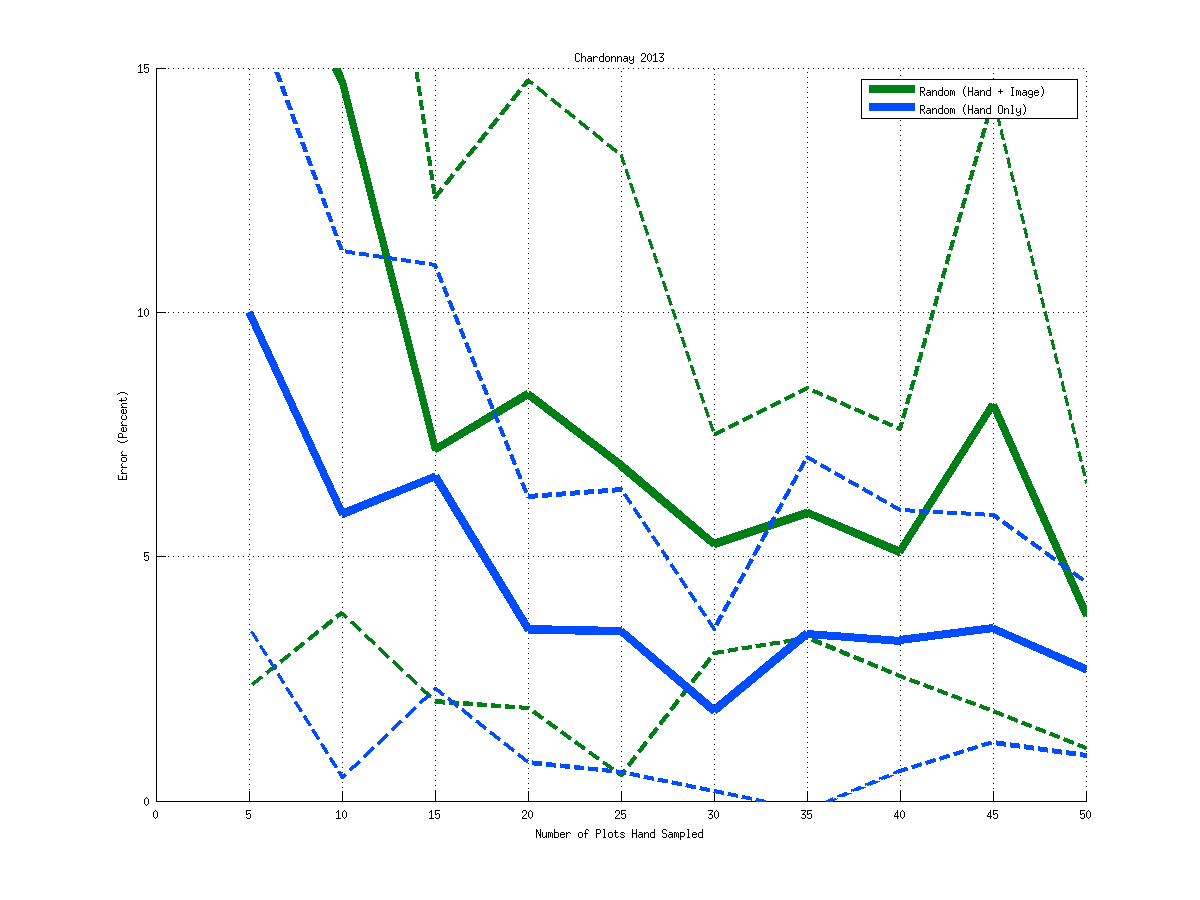 Chardonnay 2013
Random (Hand + Image)
Random (Hand Only)
15
10
5
0
Error (Percent)
0 5 10 15 20 25 30 35 40 45 50
Number of Plots Hand Sampled